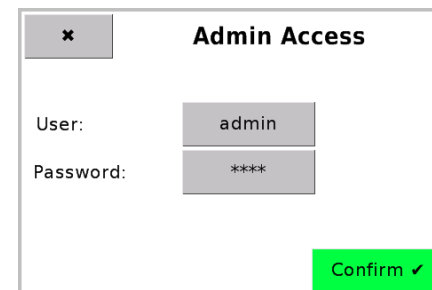 ✖ Admin Access
User: admin
Password: ****
Confirm ✔